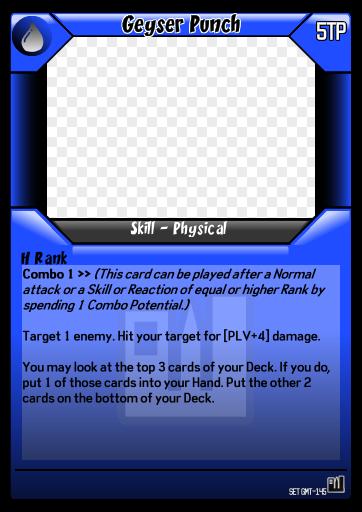 Geyser Punch
5TP
Skill - Physical
H Rank
Combo 1 >> (This card can be played after a Normal
attack or a Skill or Reaction of equal or higher Rank by
spending 1 Combo Potential.)
Target 1 enemy. Hit your target for [PLV+4] damage.
You may look at the top 3 cards of your Deck. If you do,
put 1 of those cards into your Hand. Put the other 2
cards on the bottom of your Deck.
SET GMT-145